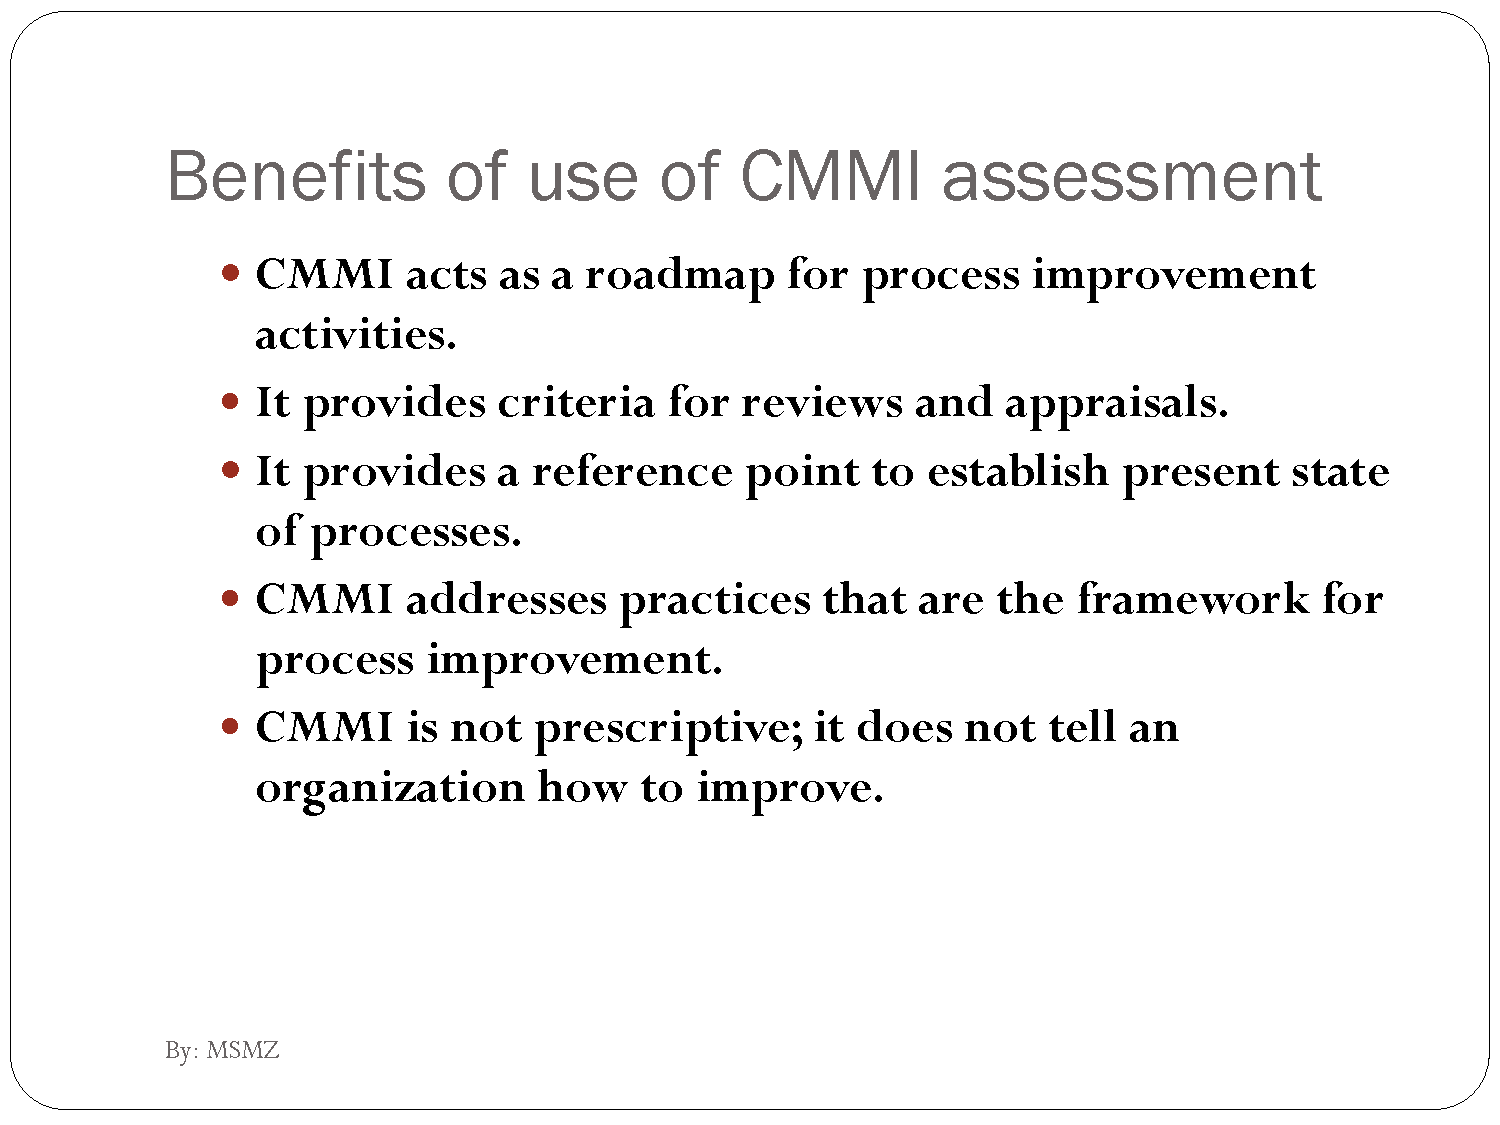 Benefits of use of CMMI assessment
• CMMI acts as a roadmap for process improvement
activities.
• It provides criteria for reviews and appraisals.
• It provides a reference point to establish present state
of processes.
• CMMI addresses practices that are the framework for
process improvement.
• CMMI is not prescriptive; it does not tell an
organization how to improve.
By: MSMZ